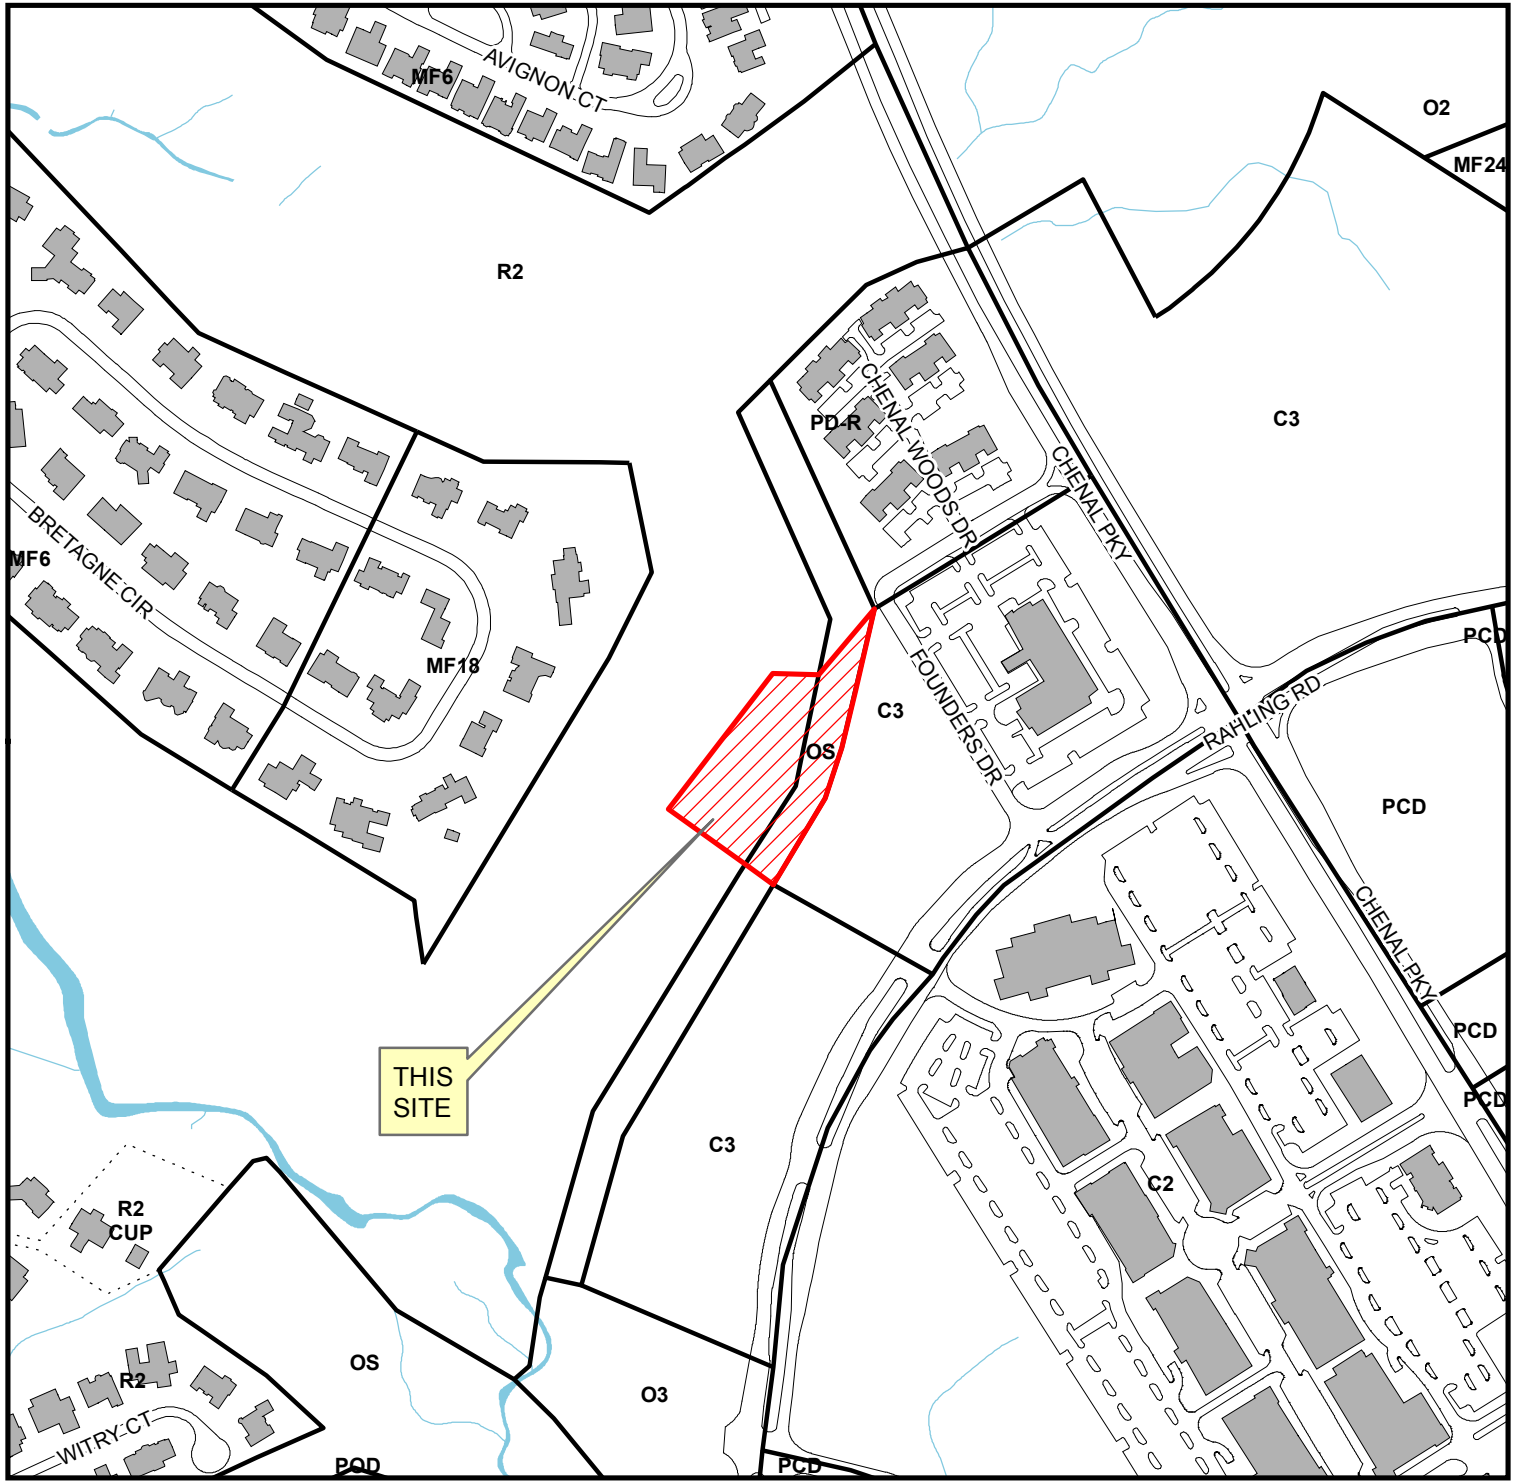 AVIGNON CT
MF6
O2
MF24
R2
C3
PD-R
CHENAL WOODS DR
CHENAL PKY
BRETAGNE CIR
MF6
MF18
PCD
FOUNDERS DR
C3
RAHLING RD
OS
PCD
CHENAL PKY
PCD
THIS
SITE
PCD
C3
C2
R2
CUP
OS
R2
O3
WITRY CT
POD
PCD